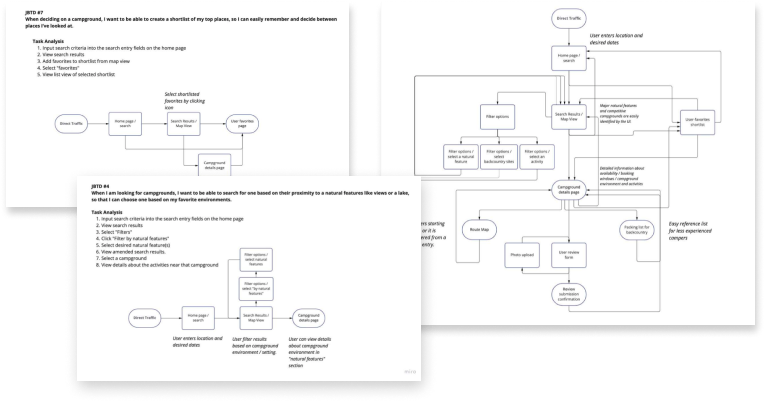 JBTD #7
When deciding on a campground, I want to be able to create a shortlist of my top places, so I can easily remember and decide between
places I've looked at.
Task Analysis
1. Input search criteria into the search entry fields on the home page
2. View search results
3. Add favorites to shortlist from map view
4. Select "favorites"
5. View list view of selected shortlist
Select shortlisted
favorites by clicking
icon
Direct Traffic
Home page /
search
Search Results /
Map View
User favorites
page
Campground
details page
JBTD #4
When I am looking for campgrounds, I want to be able to search for one based on their proximity to a natural features like views or a lake,
so that I can choose one based on my favorite environments.
Task Analysis
1. Input search criteria into the search entry fields on the home page
2. View search results
3. Select "Filters"
4. Click "Filter by natural features"
5. Select desired natural feature(s)
6. View amended search results.
7. Select a campground
8. View details about the activities near that campground
Filter options /
select natural
features
Filter options /
select "by natural
features"
Direct Traffic
Home page /
search
Search Results /
Map View
Campground
details page
User enters location and
desired dates
User filter results
based on campground
environment / setting
User can view details
about campground
environment in
"natural features"
section
Direct Traffic
User enters location and
desired dates
Home page /
search
Filter options
Search Results /
Map View
Major natural features
and competitive
campgrounds are easily
identified by the UI.
User favorites
shortlist
Filter options /
select a natural
feature
Filter options /
select
backcountry sites
Filter options /
select an
activity
Detailed information about
availability / booking
windows / campground
environment and activities
Campground
details page
ers starting
or it is
red from a
entry.
Route Map
Packing list for
backcountry
Easy reference list
for less experienced
campers
Photo upload
User review
form
Review
submission
confirmation